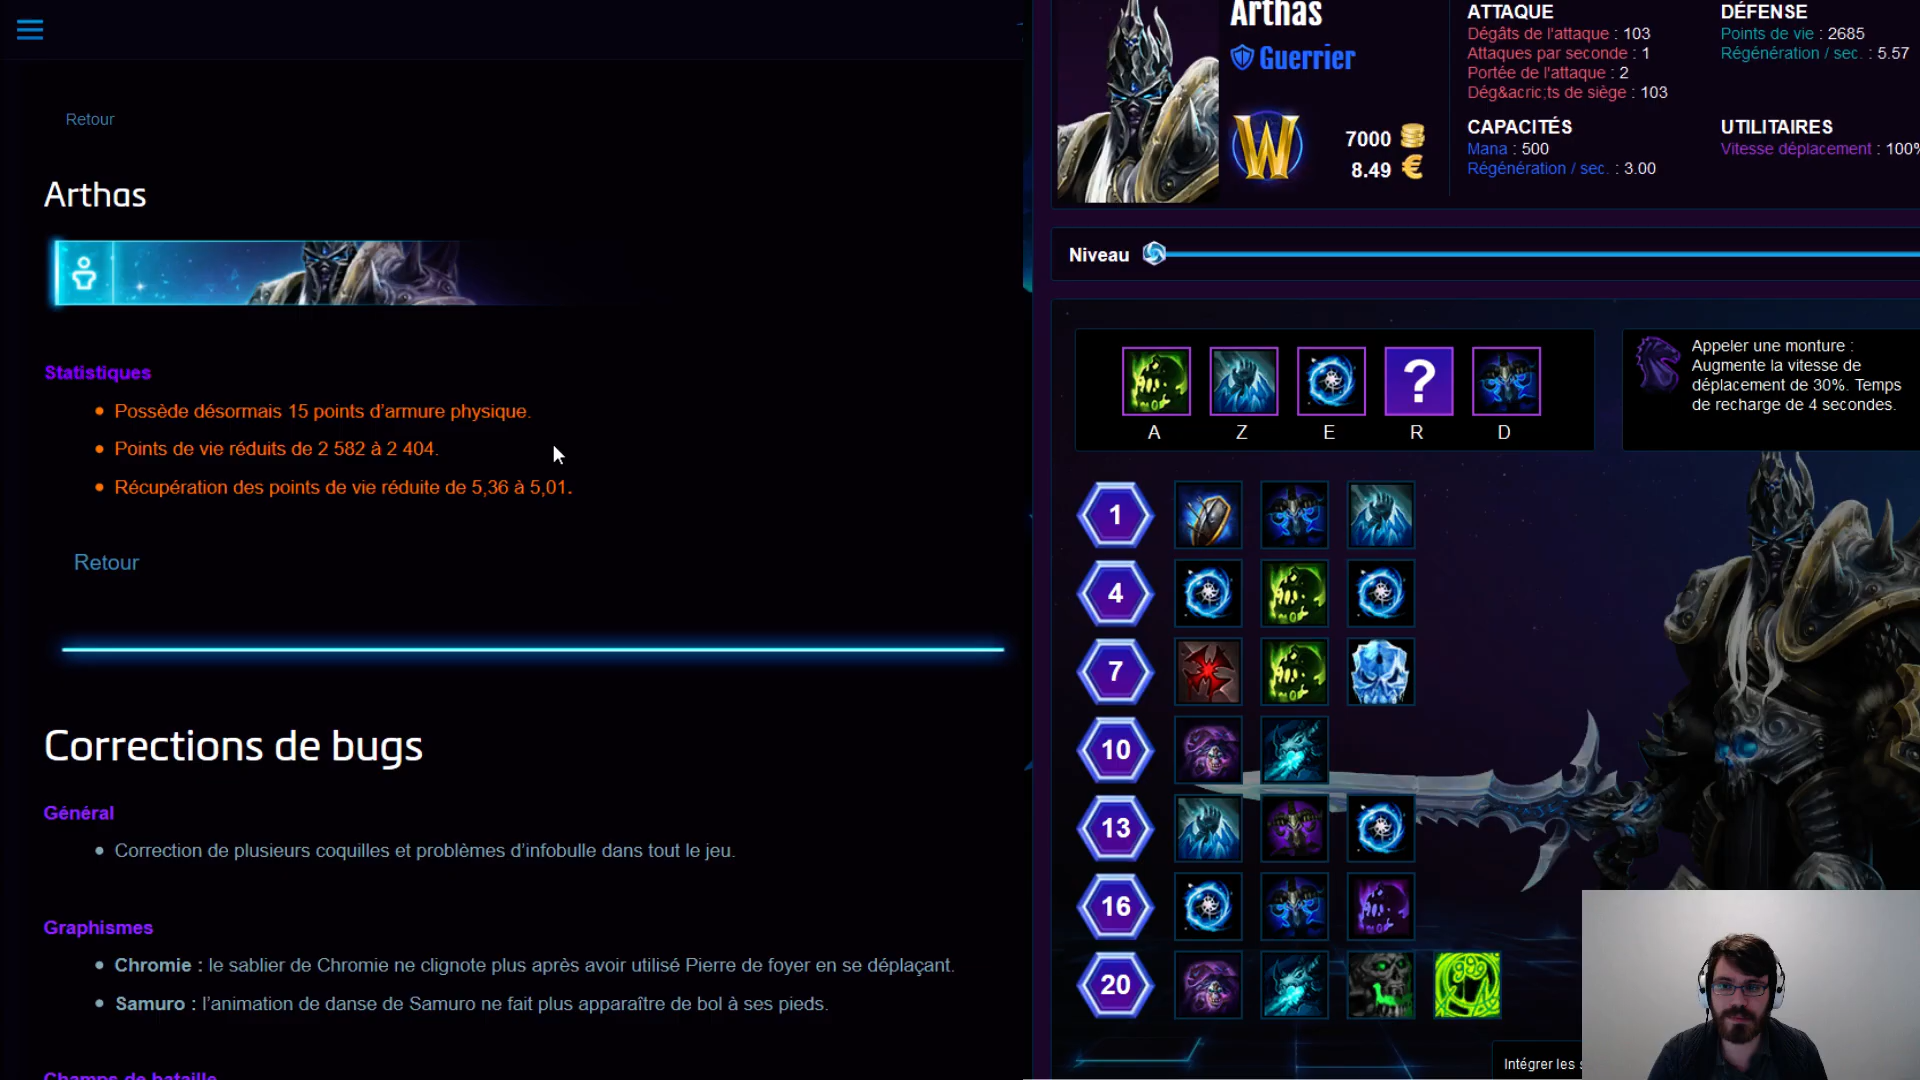 Retour
Arthas
Statistiques
Possède désormais 15 points d’armure physique.
Points de vie réduits de 2 582 à 2 404.
Récupération des points de vie réduite de 5,36 à 5,01.
Retour
Corrections de bugs
Général
Correction de plusieurs coquilles et problèmes d’infobulle dans tout le jeu.
Graphismes
Chromie : le sablier de Chromie ne clignote plus après avoir utilisé Pierre de foyer en se déplaçant.
Samuro : l’animation de danse de Samuro ne fait plus apparaître de bol à ses pieds.
Champs de bataille
Arthas
Guerrier
7000
8.49 €
ATTAQUE
Dégâts de l'attaque : 103
Attaques par seconde : 1
Portée de l'attaque : 2
Dég&acric;ts de siège : 103
CAPACITÉS
Mana : 500
Régénération / sec. : 3.00
DÉFENSE
Points de vie : 2685
Régénération / sec. : 5.57
UTILITAIRES
Vitesse déplacement : 100%
Niveau
?
A Z E R D
Appeler une monture :
Augmente la vitesse de
déplacement de 30%. Temps
de recharge de 4 secondes.
1
4
7
10
13
16
20
Intégrer les